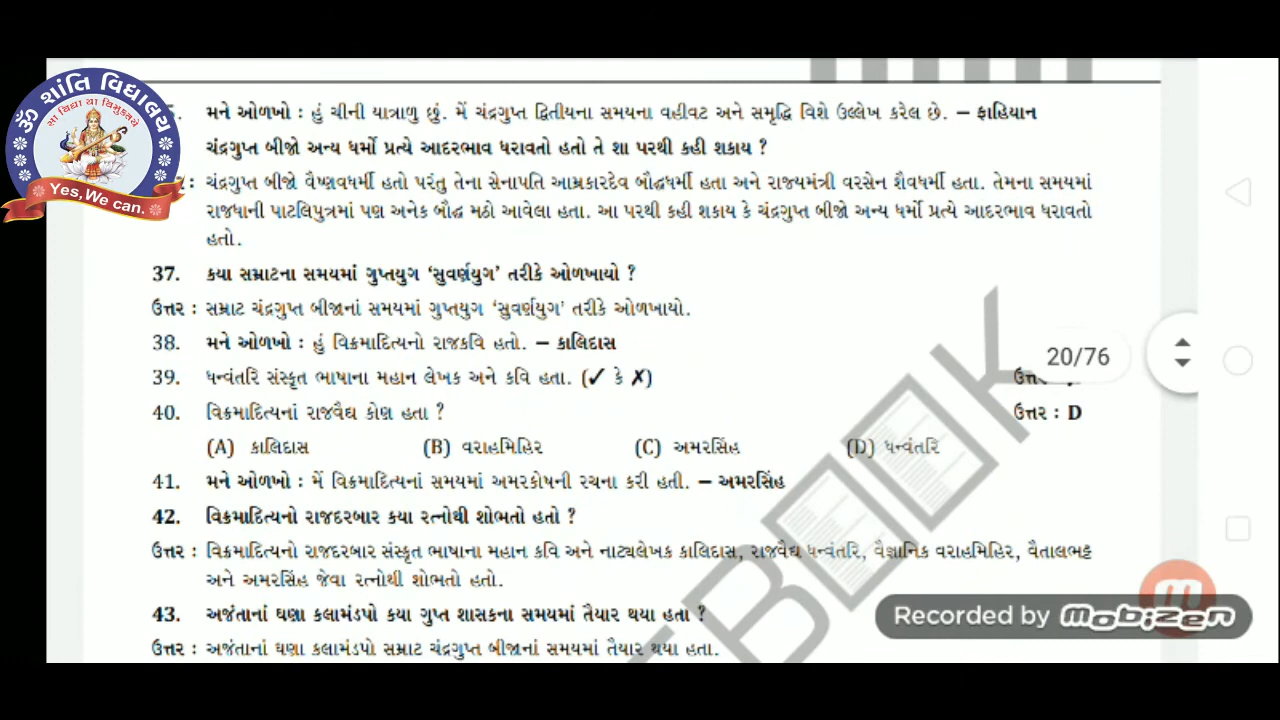 ૐ શાંતિ વિદ્યાલય
સા વિદ્યા યા વિમુક્તયે
Yes,We can.
મને ઓળખો : હું ચીની યાત્રાળુ છું. મેં ચંદ્રગુપ્ત દ્વિતીયના સમયના વહીવટ અને સમૃદ્ધિ વિશે ઉલ્લેખ કરેલ છે. – ફાહિયાન
ચંદ્રગુપ્ત બીજો અન્ય ધર્મો પ્રત્યે આદરભાવ ધરાવતો હતો તે શા પરથી કહી શકાય ?
: ચંદ્રગુપ્ત બીજો વૈષ્ણવધર્મી હતો પરંતુ તેના સેનાપતિ આમ્રકારદેવ બૌદ્ધધર્મી હતા અને રાજ્યમંત્રી વરસેન શૈવધર્મી હતા. તેમના સમયમાં
રાજધાની પાટલિપુત્રમાં પણ અનેક બૌદ્ધ મઠો આવેલા હતા. આ પરથી કહી શકાય કે ચંદ્રગુપ્ત બીજો અન્ય ધર્મો પ્રત્યે આદરભાવ ધરાવતો
હતો.
37. કયા સમ્રાટના સમયમાં ગુપ્તયુગ ‘સુવર્ણયુગ’ તરીકે ઓળખાયો ?
ઉત્તર : સમ્રાટ ચંદ્રગુપ્ત બીજાનાં સમયમાં ગુપ્તયુગ ‘સુવર્ણયુગ’ તરીકે ઓળખાયો.
38. મને ઓળખો : હું વિક્રમાદિત્યનો રાજકવિ હતો. – કાલિદાસ
20/76
39. ધન્વંતરિ સંસ્કૃત ભાષાના મહાન લેખક અને કવિ હતા. (✓ કે ✗)
40. વિક્રમાદિત્યનાં રાજવૈદ્ય કોણ હતા ? ઉત્તર : D
(A) કાલિદાસ (B) વરાહમિહિર (C) અમરસિંહ (D) ધન્વંતરિ
41. મને ઓળખો : મેં વિક્રમાદિત્યનાં સમયમાં અમરકોષની રચના કરી હતી. – અમરસિંહ
42. વિક્રમાદિત્યનો રાજદરબાર કયા રત્નોથી શોભતો હતો ?
ઉત્તર : વિક્રમાદિત્યનો રાજદરબાર સંસ્કૃત ભાષાના મહાન કવિ અને નાટ્યલેખક કાલિદાસ, રાજવૈદ્ય ધન્વંતરિ, વૈજ્ઞાનિક વરાહમિહિર, વૈતાલભટ્ટ
અને અમરસિંહ જેવા રત્નોથી શોભતો હતો.
43. અજંતાનાં ઘણા કલામંડપો કયા ગુપ્ત શાસકના સમયમાં તૈયાર થયા હતા ?
Recorded by mobizen
ઉત્તર : અજંતાનાં ઘણા કલામંડપો સમ્રાટ ચંદ્રગુપ્ત બીજાનાં સમયમાં તૈયાર થયા હતા.